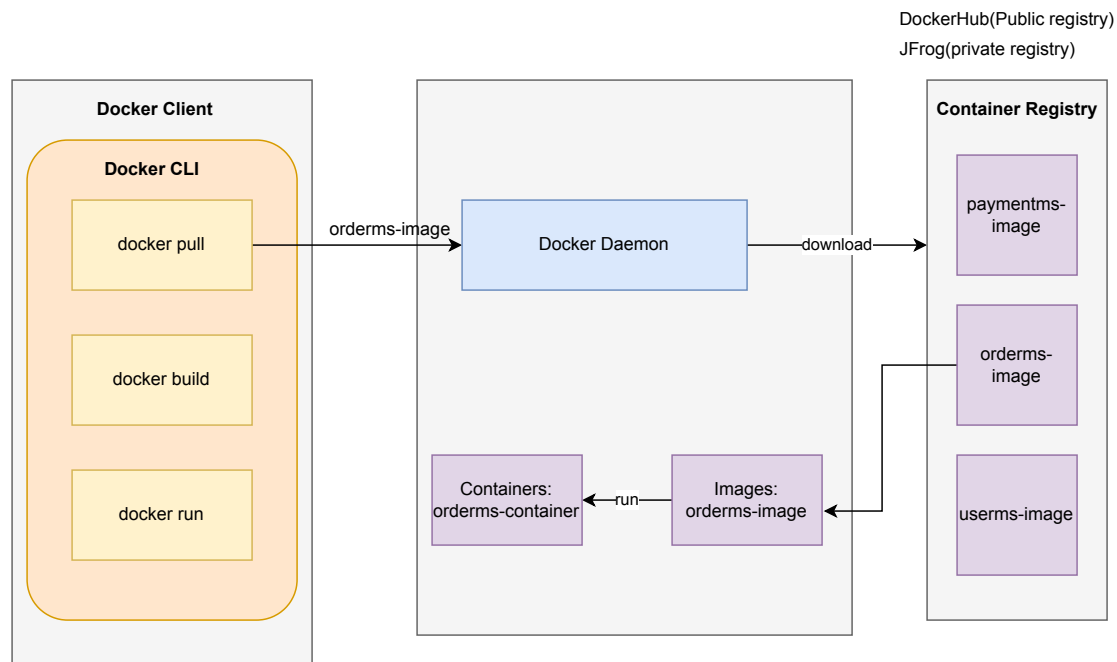 DockerHub(Public registry)
JFrog(private registry)
Docker Client
Docker CLI
docker pull
docker build
docker run
orderms-image
Docker Daemon
download
Containers:
orderms-container
run
Images:
orderms-image
Container Registry
paymentms-
image
orderms-
image
userms-image